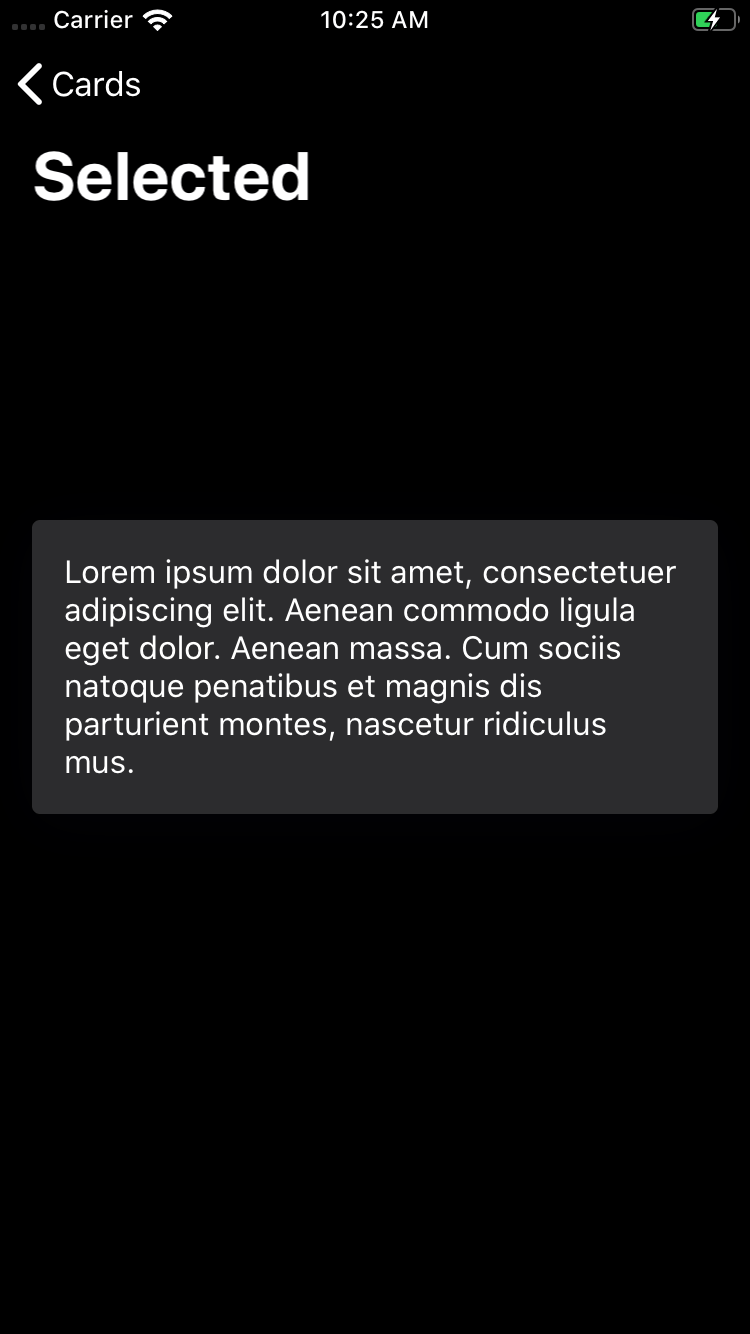 Carrier 10:25 AM
Cards
Selected
Lorem ipsum dolor sit amet, consectetuer
adipiscing elit. Aenean commodo ligula
eget dolor. Aenean massa. Cum sociis
natoque penatibus et magnis dis
parturient montes, nascetur ridiculus
mus.